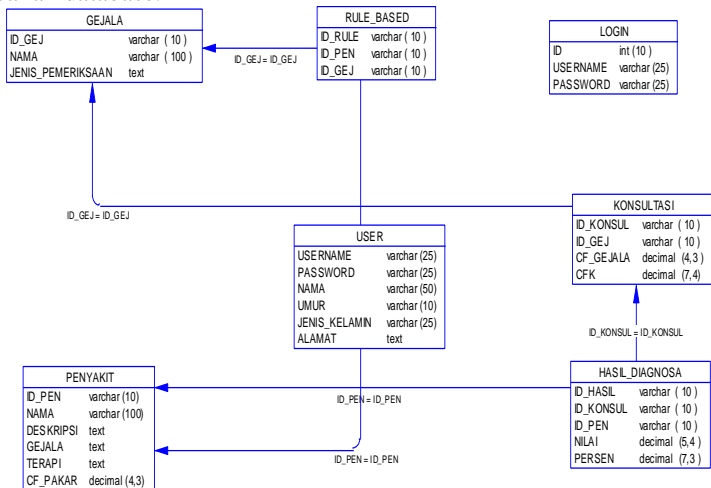 GEJALA
ID_GEJ varchar ( 10 )
NAMA varchar ( 100 )
JENIS_PEMERIKSAAN text
RULE_BASED
ID_RULE varchar ( 10 )
ID_PEN varchar ( 10 )
ID_GEJ varchar ( 10 )
LOGIN
ID int (10 )
USERNAME varchar (25)
PASSWORD varchar (25)
ID_GEJ = ID_GEJ
ID_GEJ = ID_GEJ
KONSULTASI
ID_KONSUL varchar ( 10 )
ID_GEJ varchar ( 10 )
CF_GEJALA decimal (4,3 )
CFK decimal (7,4)
USER
USERNAME varchar (25)
PASSWORD varchar (25)
NAMA varchar (50)
UMUR varchar (10)
JENIS_KELAMIN varchar (25)
ALAMAT text
ID_KONSUL = ID_KONSUL
PENYAKIT
ID_PEN varchar (10)
NAMA varchar (100)
DESKRIPSI text
GEJALA text
TERAPI text
CF_PAKAR decimal (4,3)
ID_PEN = ID_PEN
ID_PEN = ID_PEN
HASIL_DIAGNOSA
ID_HASIL varchar ( 10 )
ID_KONSUL varchar ( 10 )
ID_PEN varchar ( 10 )
NILAI decimal (5,4 )
PERSEN decimal (7,3 )